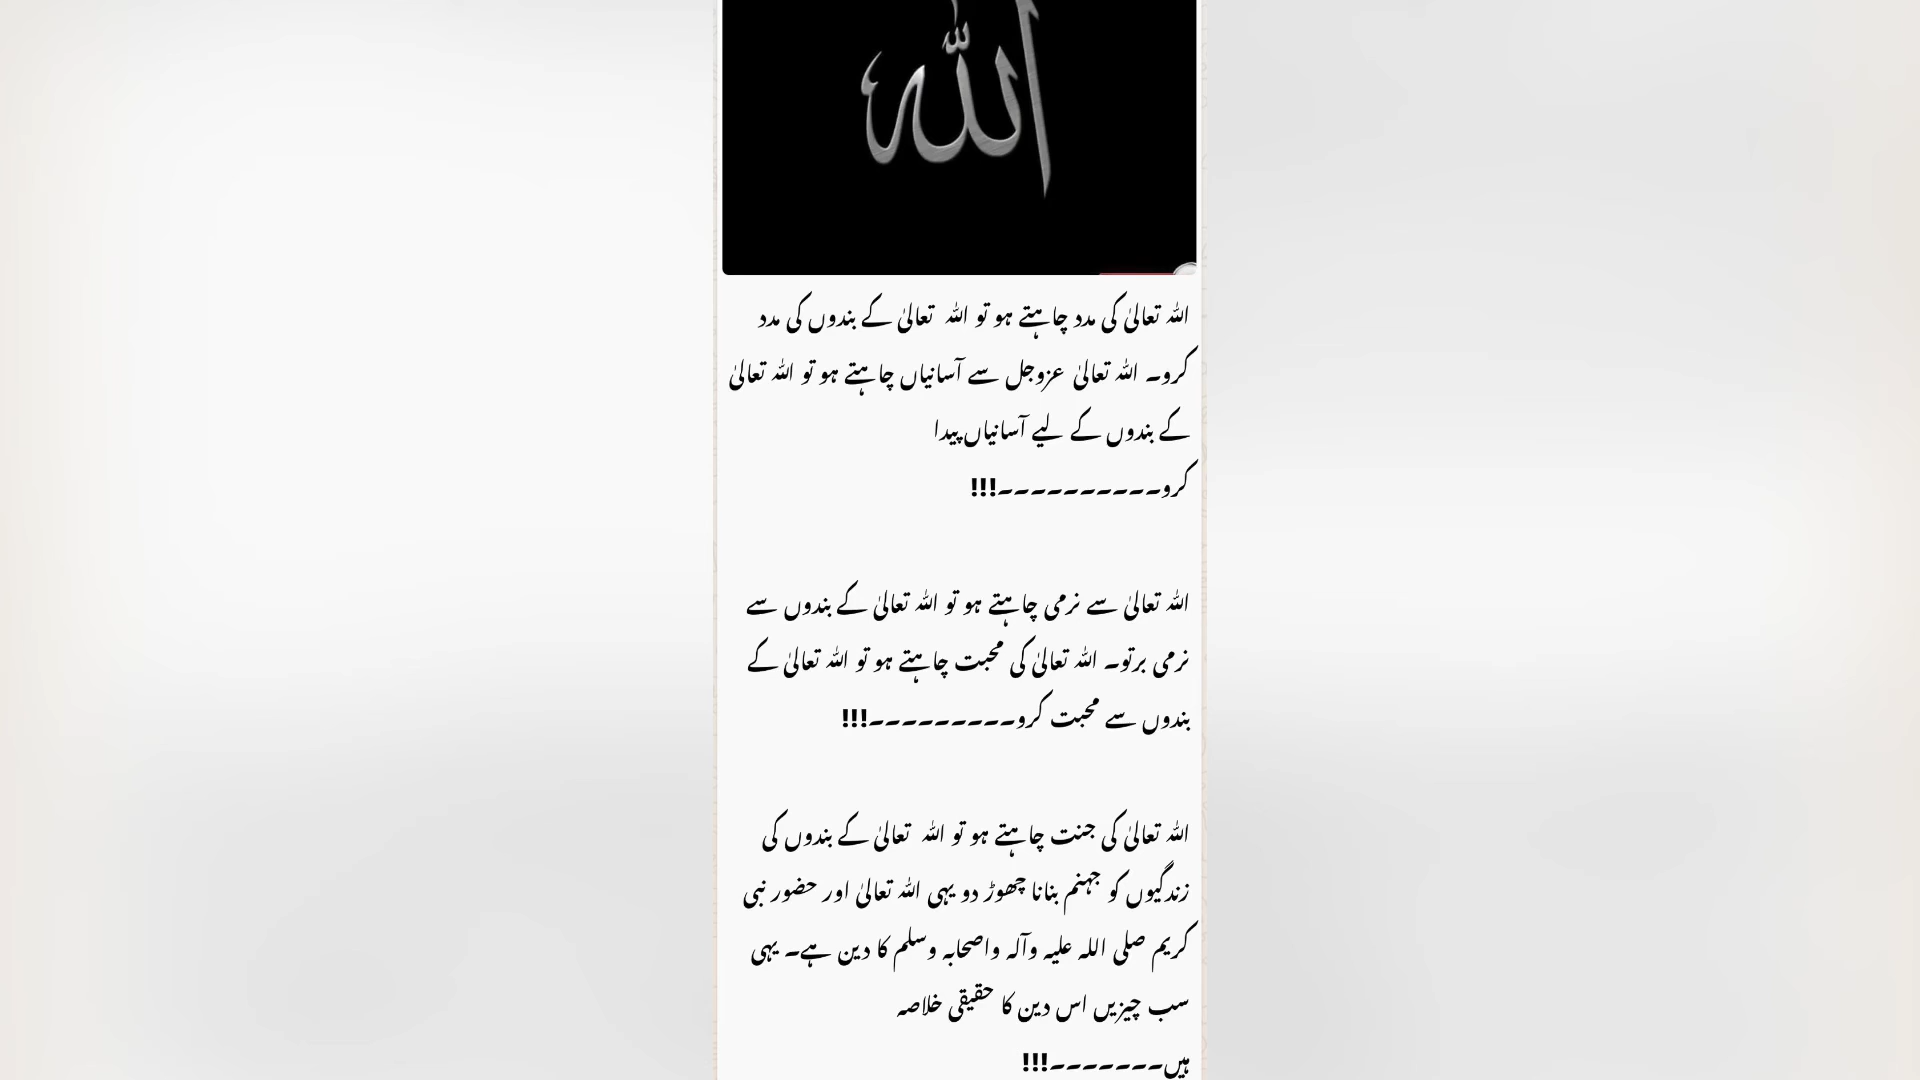 الله
اللہ تعالیٰ کی مدد چاہتے ہو تو اللہ تعالیٰ کے بندوں کی مدد
کرو۔ اللہ تعالیٰ عزوجل سے آسانیاں چاہتے ہو تو اللہ تعالیٰ
کے بندوں کے لیے آسانیاں پیدا
کرو۔۔۔۔۔۔۔۔۔۔!!!
اللہ تعالیٰ سے نرمی چاہتے ہو تو اللہ تعالیٰ کے بندوں سے
نرمی برتو۔ اللہ تعالیٰ کی محبت چاہتے ہو تو اللہ تعالیٰ کے
بندوں سے محبت کرو۔۔۔۔۔۔۔۔۔!!!
اللہ تعالیٰ کی جنت چاہتے ہو تو اللہ تعالیٰ کے بندوں کی
زندگیوں کو جہنم بنانا چھوڑ دو یہی اللہ تعالیٰ اور حضور نبی
کریم صلی اللہ علیہ وآلہ واصحابہ وسلم کا دین ہے۔ یہی
سب چیزیں اس دین کا حقیقی خلاصہ
ہیں۔۔۔۔۔۔۔!!!